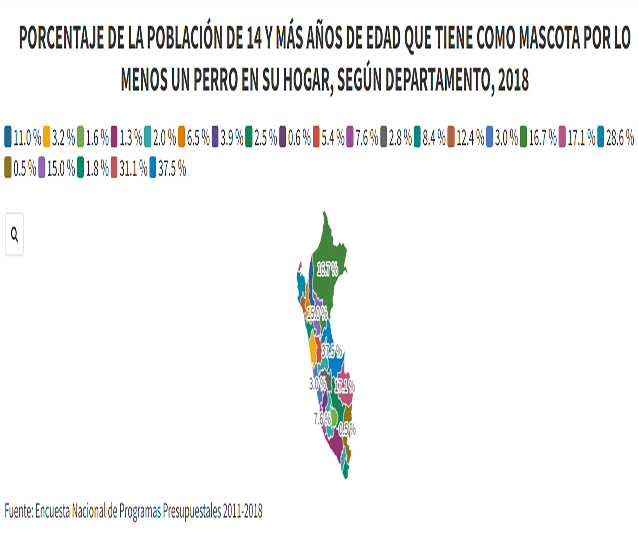 PORCENTAJE DE LA POBLACIÓN DE 14 Y MÁS AÑOS DE EDAD QUE TIENE COMO MASCOTA POR LO
MENOS UN PERRO EN SU HOGAR, SEGÚN DEPARTAMENTO, 2018
11.0 % 3.2 % 1.6 % 1.3 % 2.0 % 6.5 % 3.9 % 2.5 % 0.6 % 5.4 % 7.6 % 2.8 % 8.4 % 12.4 % 3.0 % 16.7 % 17.1 % 28.6 %
0.5 % 15.0 % 1.8 % 31.1 % 37.5 %
16.7 %
15.0 %
37.5 %
3.0 % 17.1 %
7.6 %
0.5 %
Fuente: Encuesta Nacional de Programas Presupuestales 2011-2018